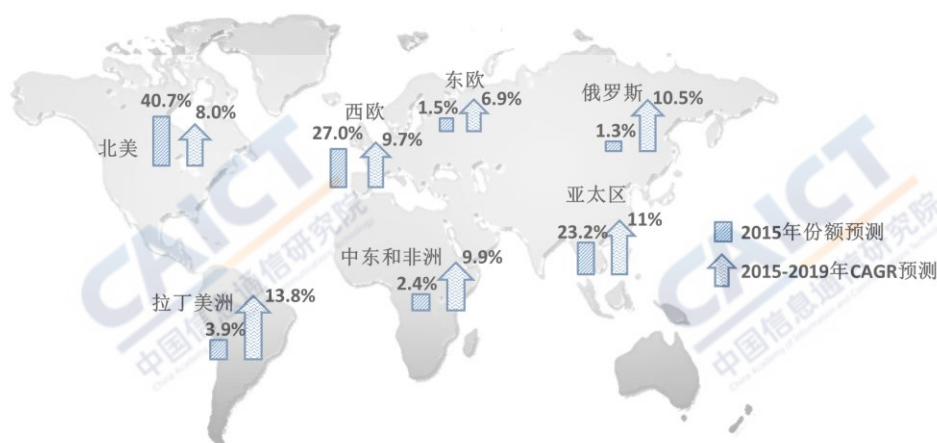 40.7%
8.0%
北美
27.0%
西欧
9.7%
东欧
1.5%
6.9%
俄罗斯
10.5%
1.3%
亚太区
23.2%
11%
中东和非洲
9.9%
2.4%
拉丁美洲
13.8%
3.9%
2015年份额预测
2015-2019年CAGR预测
CAICT
中国信息通信研究院
CAICT
中国信息通信研究院